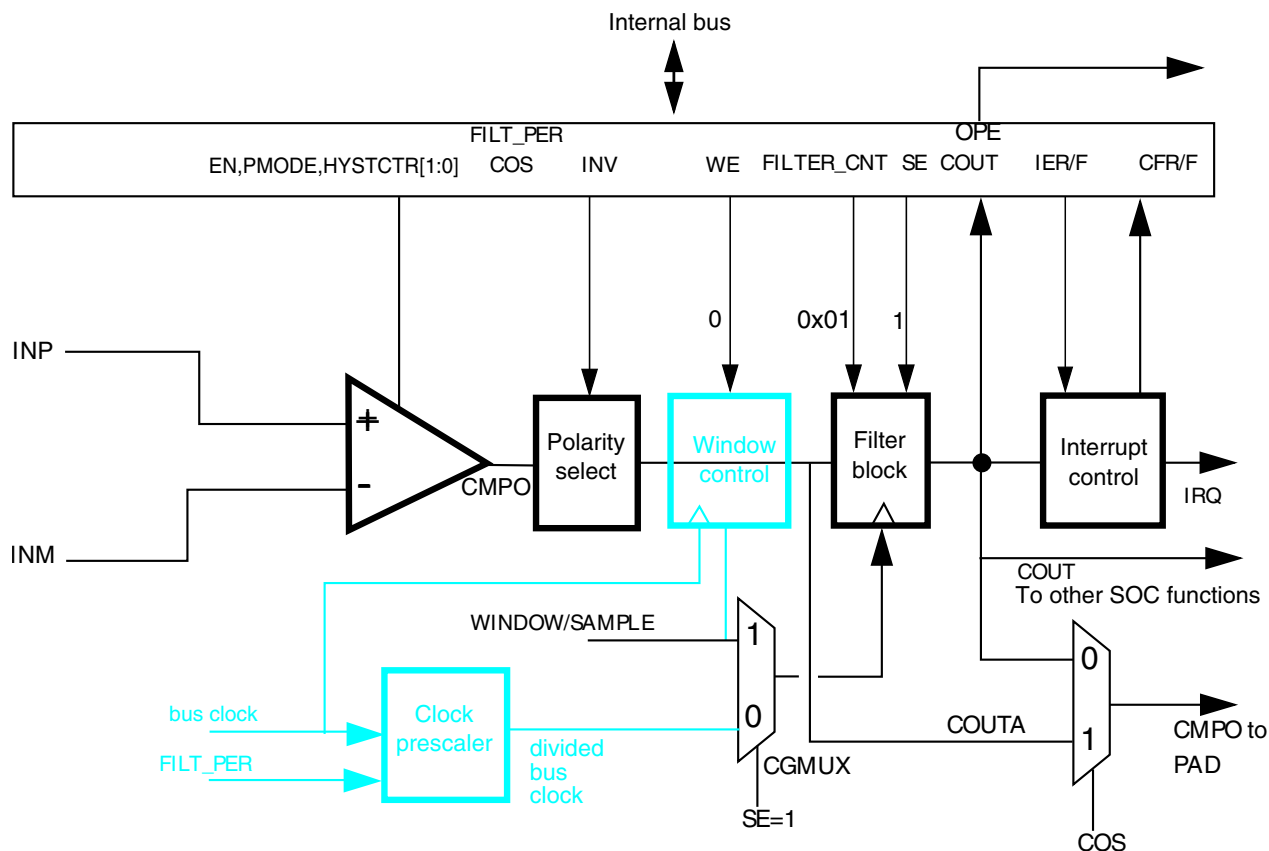 Internal bus
OPE
FILT_PER
EN,PMODE,HYSTCTR[1:0]
COS
INV
WE
FILTER_CNT
SE
COUT
IER/F
CFR/F
0
0x01
1
INP
+
-
CMPO
Polarity
select
Window
control
Filter
block
Interrupt
control
IRQ
INM
COUT
To other SOC functions
WINDOW/SAMPLE
1
0
CGMUX
SE=1
bus clock
FILT_PER
Clock
prescaler
divided
bus
clock
COUTA
0
1
CMPO to
PAD
COS